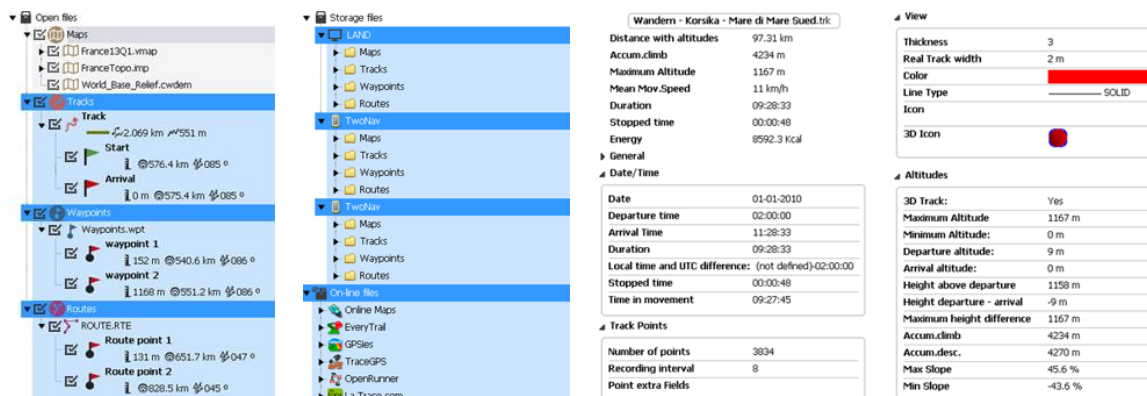 Open files
Maps
France13Q1.vmap
FranceTopo.imp
World_Base_Relief.cwdem
Tracks
Track
2.069 km 551 m
Start
576.4 km 085 º
Arrival
0 m 575.4 km 085 º
Waypoints
Waypoints.wpt
waypoint 1
152 m 540.6 km 086 º
waypoint 2
1168 m 551.2 km 086 º
Routes
ROUTE.RTE
Route point 1
131 m 651.7 km 047 º
Route point 2
828.5 km 045 º
Storage files
LAND
Maps
Tracks
Waypoints
Routes
TwoNav
Maps
Tracks
Waypoints
Routes
TwoNav
Maps
Tracks
Waypoints
Routes
On-line files
Online Maps
EveryTrail
GPSies
TraceGPS
OpenRunner
La-Trace.com
Wandern - Korsika - Mare di Mare Sued.trk
Distance with altitudes 97.31 km
Accum.climb 4234 m
Maximum Altitude 1167 m
Mean Mov.Speed 11 km/h
Duration 09:28:33
Stopped time 00:00:48
Energy 8592.3 Kcal
General
Date/Time
Date 01-01-2010
Departure time 02:00:00
Arrival Time 11:28:33
Duration 09:28:33
Local time and UTC difference: (not defined)-02:00:00
Stopped time 00:00:48
Time in movement 09:27:45
Track Points
Number of points 3834
Recording interval 8
Point extra Fields
View
Thickness 3
Real Track width 2 m
Color
Line Type SOLID
Icon
3D Icon
Altitudes
3D Track: Yes
Maximum Altitude 1167 m
Minimum Altitude: 0 m
Departure altitude: 9 m
Arrival altitude: 0 m
Height above departure 1158 m
Height departure - arrival -9 m
Maximum height difference 1167 m
Accum.climb 4234 m
Accum.desc. 4270 m
Max Slope 45.6 %
Min Slope -43.6 %